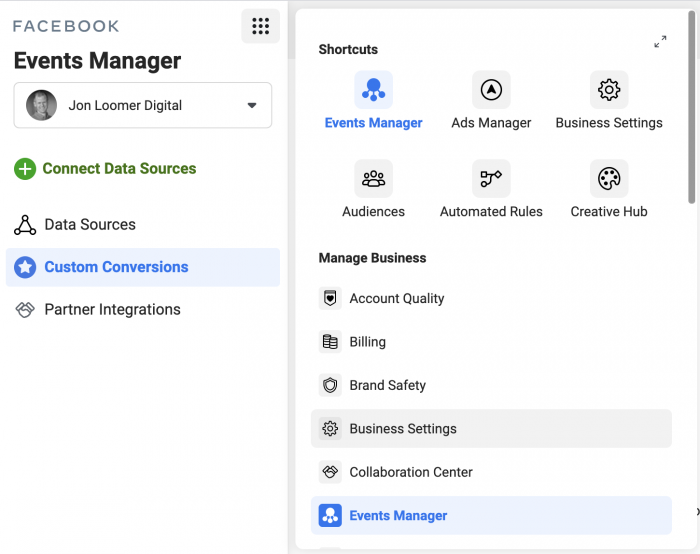 FACEBOOK
Events Manager
Jon Loomer Digital
Connect Data Sources
Data Sources
Custom Conversions
Partner Integrations
Shortcuts
Events Manager
Ads Manager
Business Settings
Audiences
Automated Rules
Creative Hub
Manage Business
Account Quality
Billing
Brand Safety
Business Settings
Collaboration Center
Events Manager